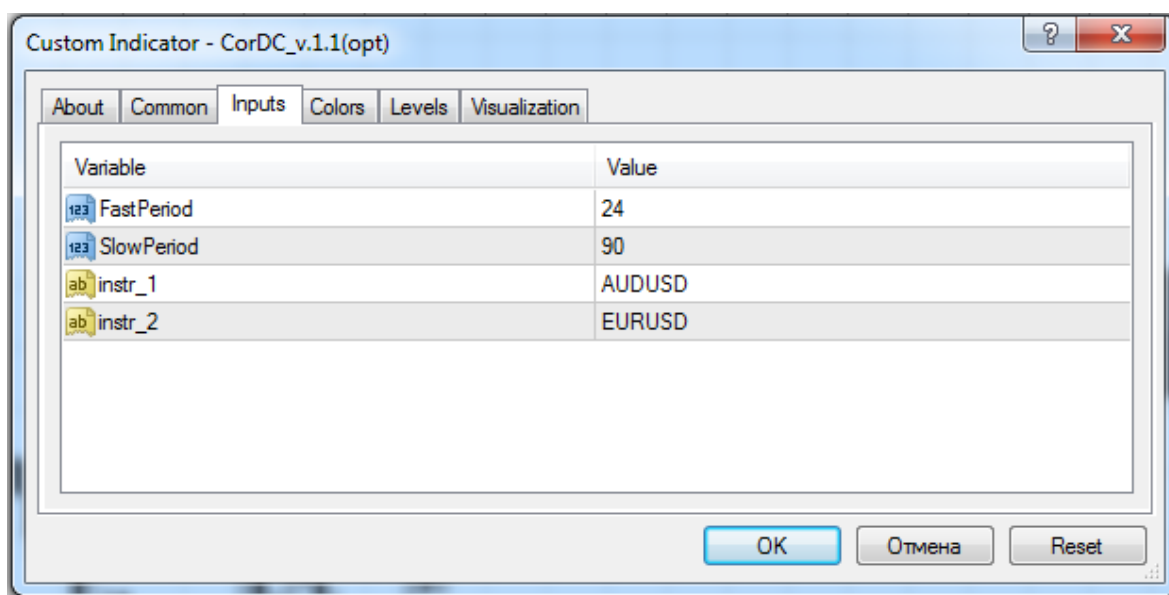 Custom Indicator - CorDC_v.1.1(opt)
? X
About Common Inputs Colors Levels Visualization
Variable Value
123 FastPeriod 24
123 SlowPeriod 90
ab instr_1 AUDUSD
ab instr_2 EURUSD
OK Отмена Reset